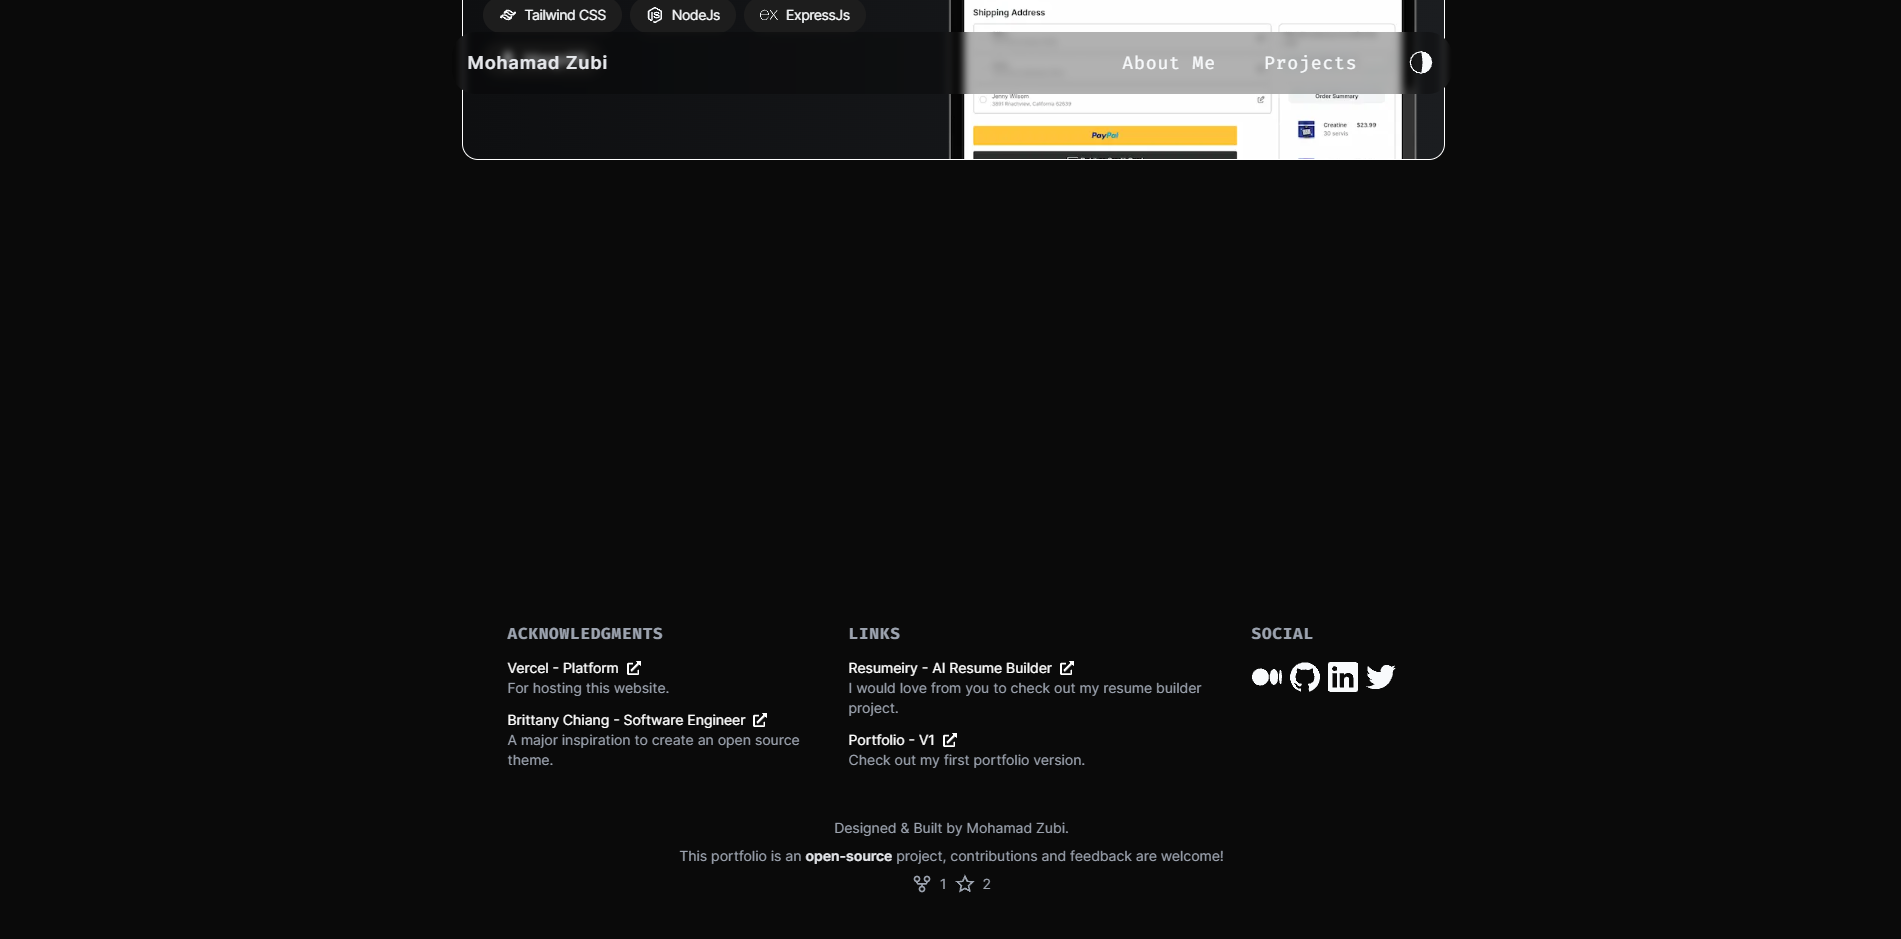 Shipping Address
Tailwind CSS NodeJs ExpressJs
Mohamad Zubi About Me Projects
Jenny Wilsom
Order Summary
Creatine $23.99
30 servis
PayPal
ACKNOWLEDGMENTS
Vercel - Platform
For hosting this website.
Brittany Chiang - Software Engineer
A major inspiration to create an open source
theme.
LINKS
Resumeiry - AI Resume Builder
I would love from you to check out my resume builder
project.
Portfolio - V1
Check out my first portfolio version.
SOCIAL
in
Designed & Built by Mohamad Zubi.
This portfolio is an open-source project, contributions and feedback are welcome!
1 2